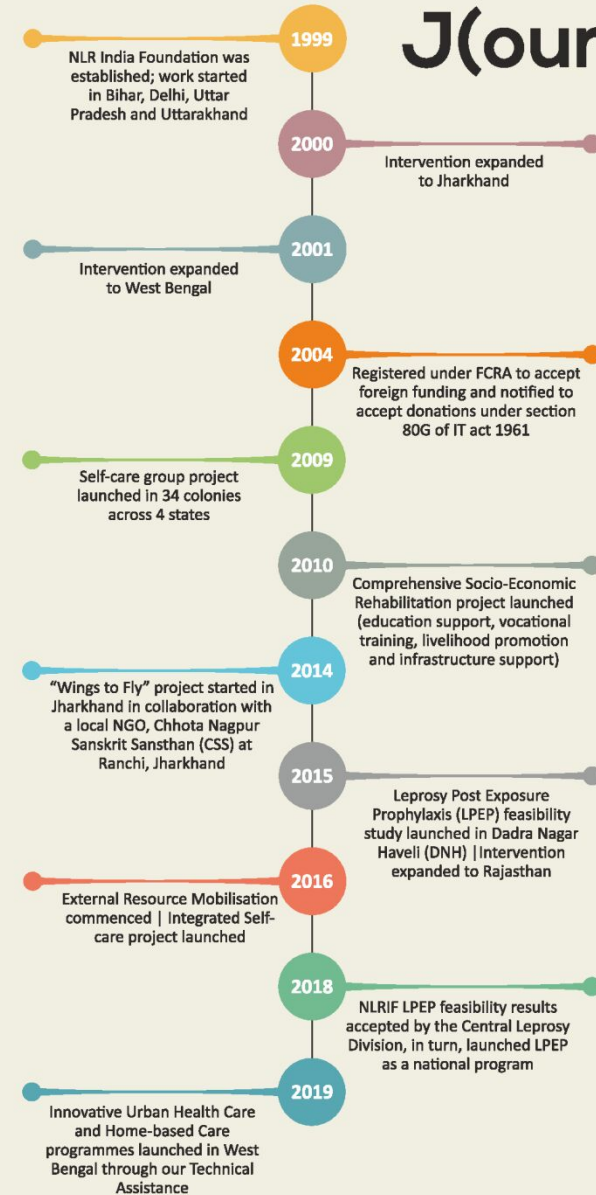 J(our
1999
NLR India Foundation was
established; work started
in Bihar, Delhi, Uttar
Pradesh and Uttarakhand
2000
Intervention expanded
to Jharkhand
2001
Intervention expanded
to West Bengal
2004
Registered under FCRA to accept
foreign funding and notified to
accept donations under section
80G of IT act 1961
2009
Self-care group project
launched in 34 colonies
across 4 states
2010
Comprehensive Socio-Economic
Rehabilitation project launched
(education support, vocational
training, livelihood promotion
and infrastructure support)
2014
“Wings to Fly” project started in
Jharkhand in collaboration with
a local NGO, Chhota Nagpur
Sanskrit Sansthan (CSS) at
Ranchi, Jharkhand
2015
Leprosy Post Exposure
Prophylaxis (LPEP) feasibility
study launched in Dadra Nagar
Haveli (DNH) |Intervention
expanded to Rajasthan
2016
External Resource Mobilisation
commenced | Integrated Self-
care project launched
2018
NLRIF LPEP feasibility results
accepted by the Central Leprosy
Division, in turn, launched LPEP
as a national program
2019
Innovative Urban Health Care
and Home-based Care
programmes launched in West
Bengal through our Technical
Assistance